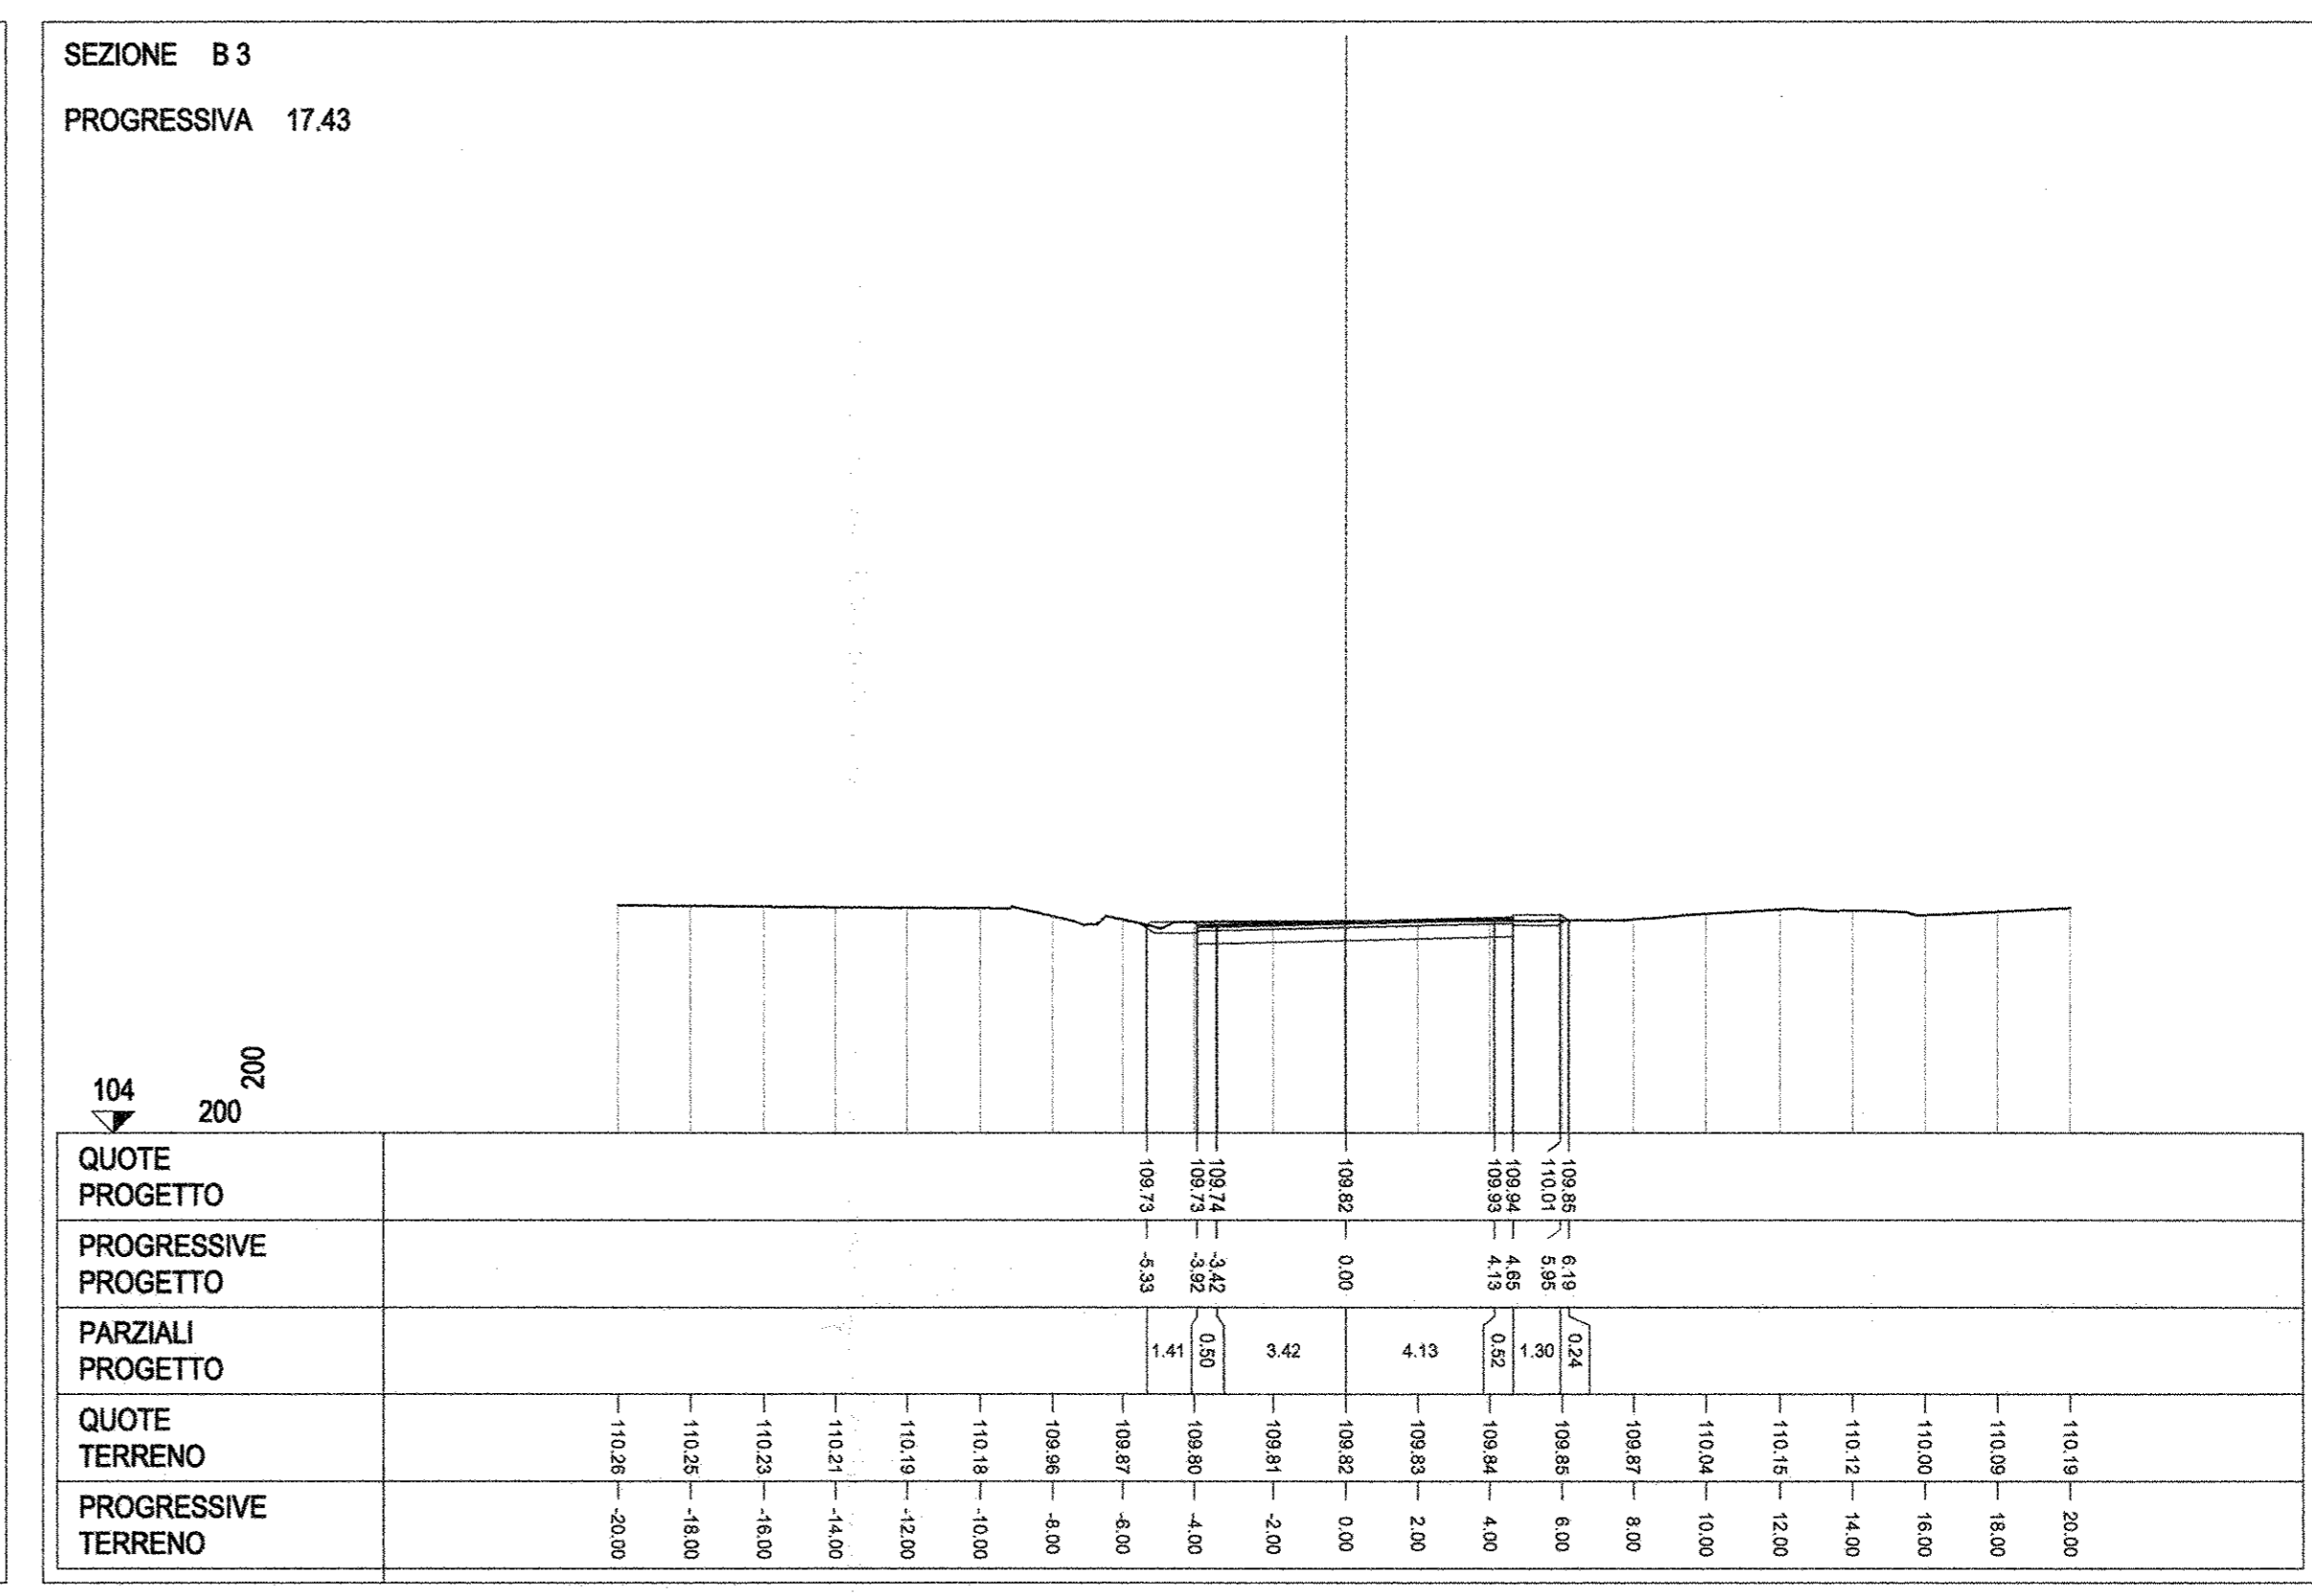 SEZIONE B 3
PROGRESSIVA 17.43
200
104
200
QUOTE
PROGETTO
109.73 109.73 109.74 109.82 109.93 109.94 110.01 109.85
PROGRESSIVE
PROGETTO
-5.33 -3.92 -3.42 0.00 4.13 4.65 5.95 6.19
PARZIALI
PROGETTO
1.41 0.50 3.42 4.13 0.52 1.30 0.24
QUOTE
TERRENO
110.26 110.25 110.23 110.21 110.19 110.18 109.96 109.87 109.80 109.81 109.82 109.83 109.84 109.85 109.87 110.04 110.15 110.12 110.00 110.09 110.19
PROGRESSIVE
TERRENO
-20.00 -18.00 -16.00 -14.00 -12.00 -10.00 -8.00 -6.00 -4.00 -2.00 0.00 2.00 4.00 6.00 8.00 10.00 12.00 14.00 16.00 18.00 20.00